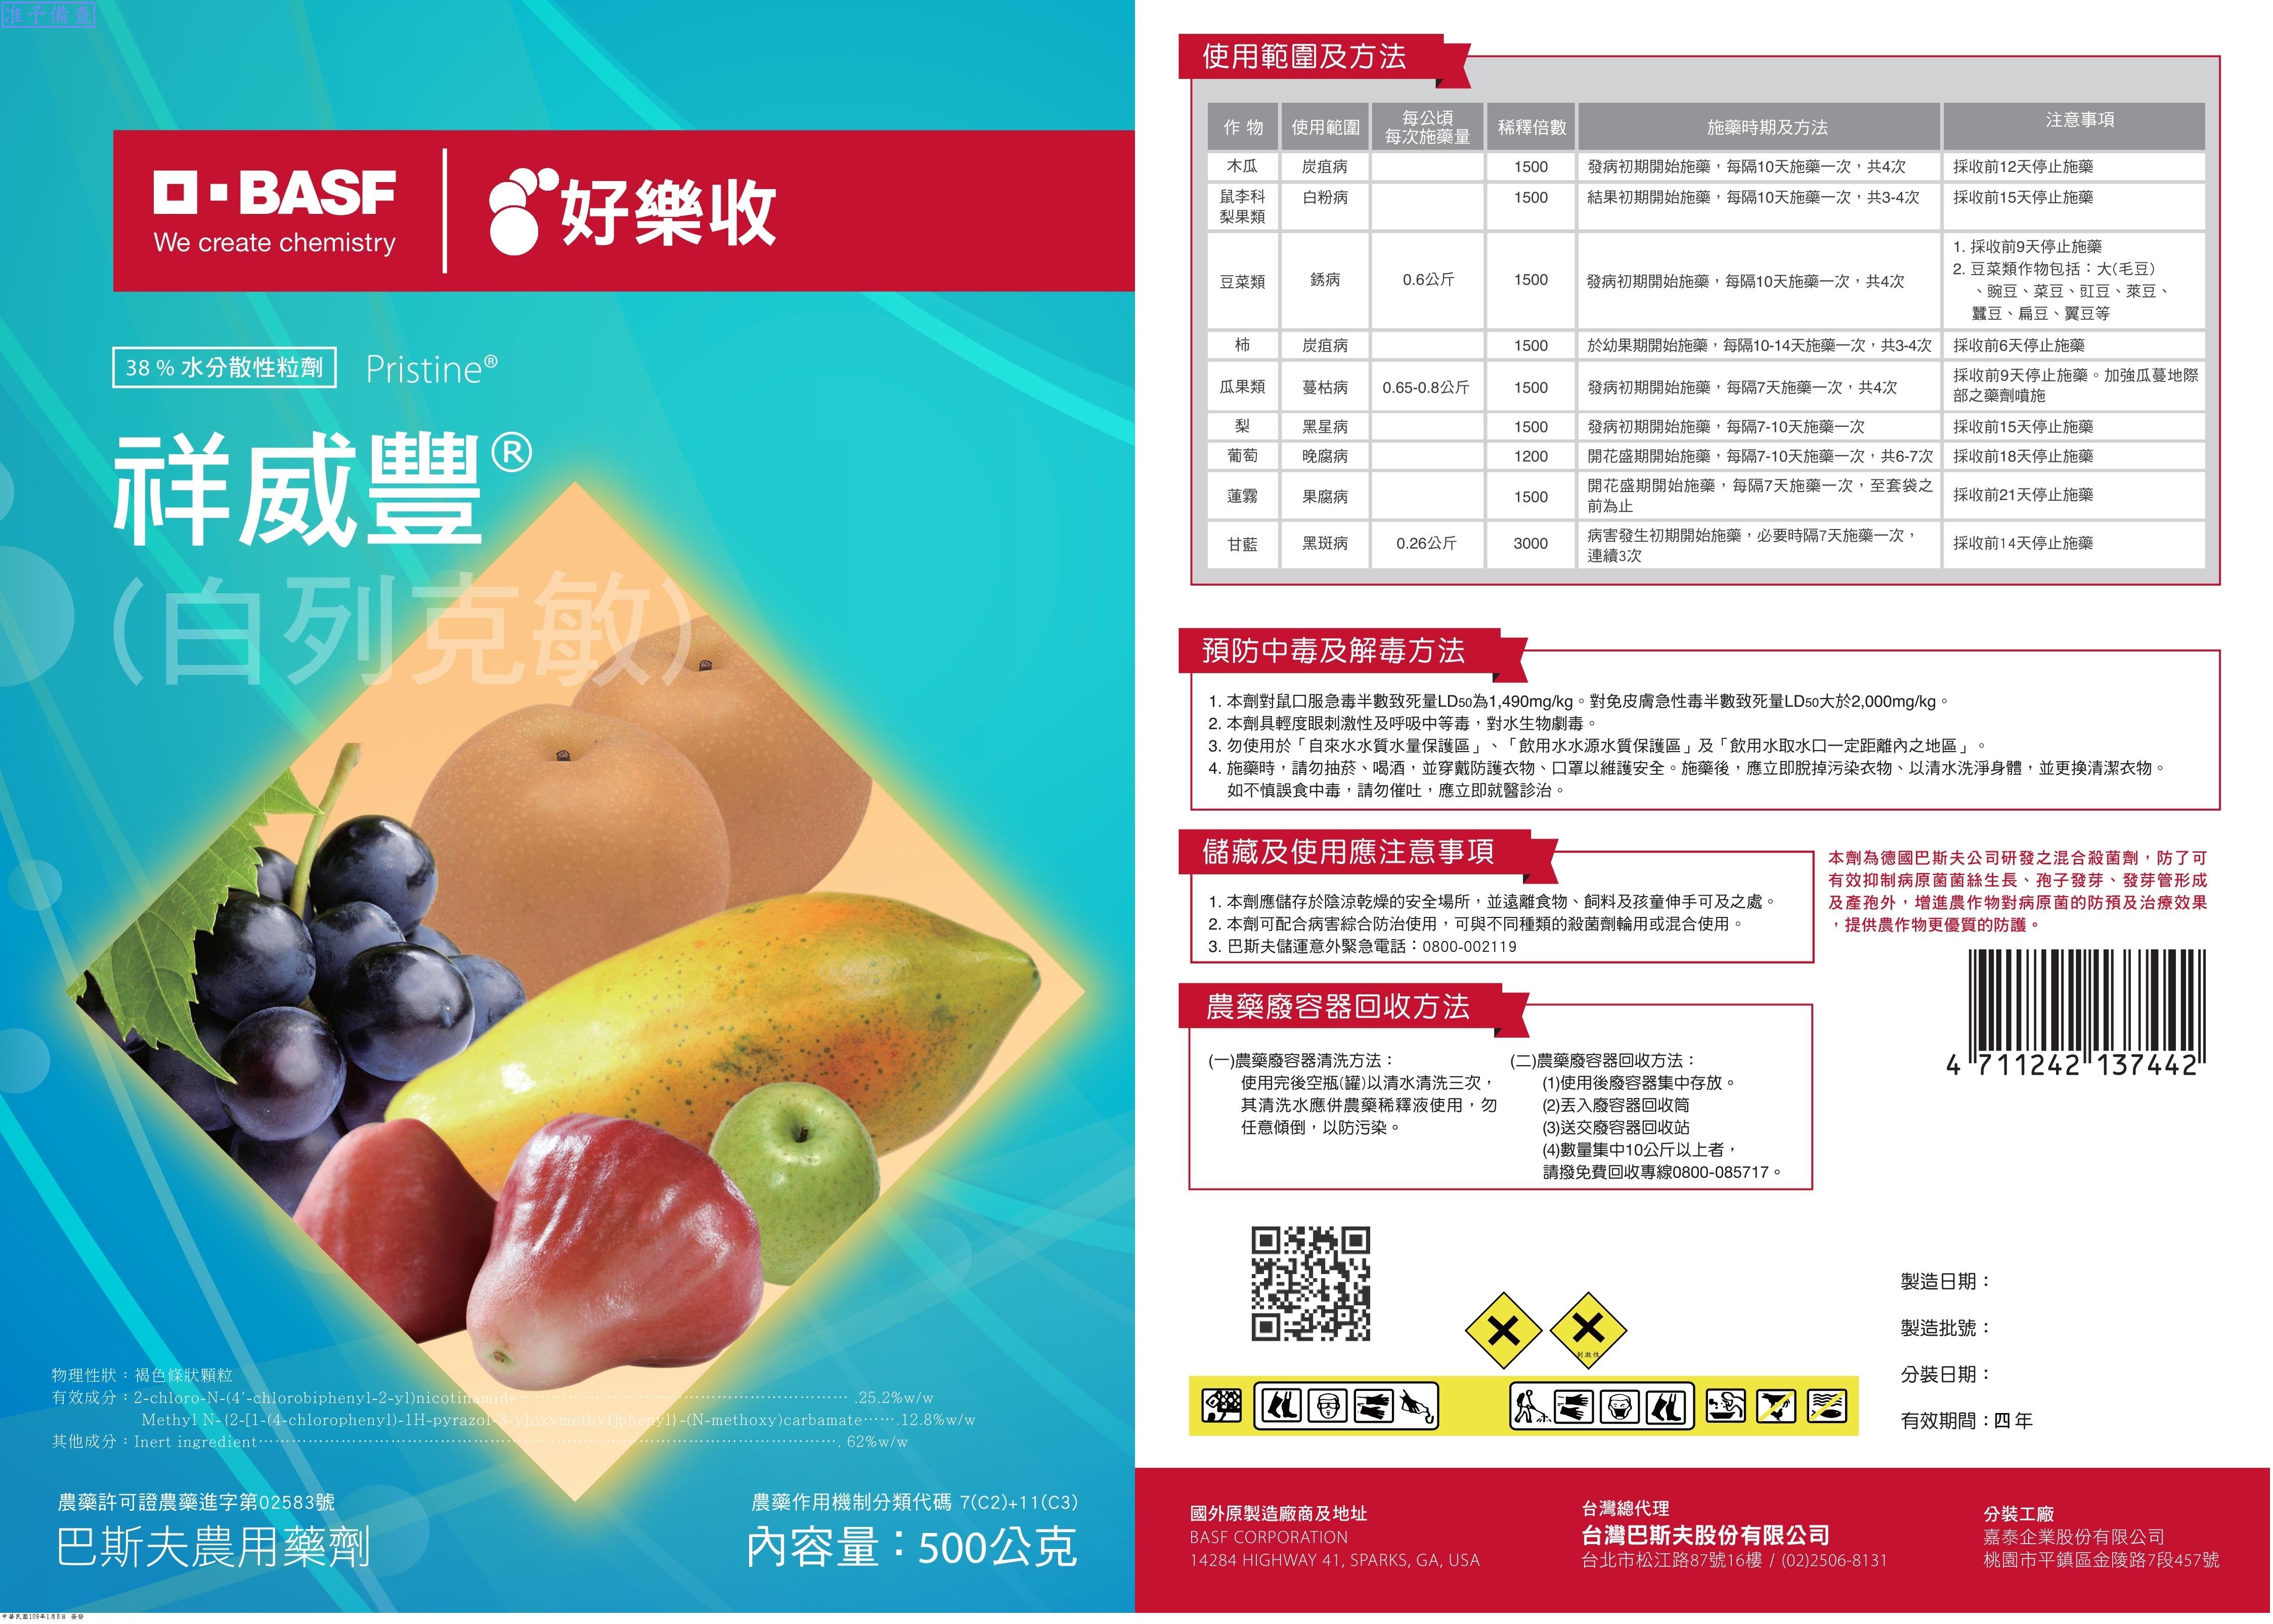 准予備查
BASF
We create chemistry
好樂收
38 % 水分散性粒劑
Pristine®
祥威豐®
(白列克敏)
物理性狀：褐色條狀顆粒
有效成分：2-chloro-N-(4'-chlorobiphenyl-2-yl)nicotinamide…………………………………………… .25.2%w/w
Methyl N-{2-[1-(4-chlorophenyl)-1H-pyrazol-3-yloxymethyl]phenyl}-(N-methoxy)carbamate…….12.8%w/w
其他成分：Inert ingredient……………………………………………………………………………. 62%w/w
農藥許可證農藥進字第02583號
巴斯夫農用藥劑
農藥作用機制分類代碼 7(C2)+11(C3)
內容量：500公克
中華民國109年1月8日 簽發
使用範圍及方法
作 物 使用範圍 每公頃每次施藥量 稀釋倍數 施藥時期及方法 注意事項
木瓜 炭疽病 1500 發病初期開始施藥，每隔10天施藥一次，共4次 採收前12天停止施藥
鼠李科 白粉病 1500 結果初期開始施藥，每隔10天施藥一次，共3-4次 採收前15天停止施藥
梨果類
豆菜類 銹病 0.6公斤 1500 發病初期開始施藥，每隔10天施藥一次，共4次
1. 採收前9天停止施藥
2. 豆菜類作物包括：大(毛豆)
、豌豆、菜豆、豇豆、萊豆、
蠶豆、扁豆、翼豆等
柿 炭疽病 1500 於幼果期開始施藥，每隔10-14天施藥一次，共3-4次 採收前6天停止施藥
瓜果類 蔓枯病 0.65-0.8公斤 1500 發病初期開始施藥，每隔7天施藥一次，共4次 採收前9天停止施藥。加強瓜蔓地際
部之藥劑噴施
梨 黑星病 1500 發病初期開始施藥，每隔7-10天施藥一次 採收前15天停止施藥
葡萄 晚腐病 1200 開花盛期開始施藥，每隔7-10天施藥一次，共6-7次 採收前18天停止施藥
蓮霧 果腐病 1500 開花盛期開始施藥，每隔7天施藥一次，至套袋之
前為止 採收前21天停止施藥
甘藍 黑斑病 0.26公斤 3000 病害發生初期開始施藥，必要時隔7天施藥一次，
連續3次 採收前14天停止施藥
預防中毒及解毒方法
1. 本劑對鼠口服急毒半數致死量LD50為1,490mg/kg。對免皮膚急性毒半數致死量LD50大於2,000mg/kg。
2. 本劑具輕度眼刺激性及呼吸中等毒，對水生物劇毒。
3. 勿使用於「自來水水質水量保護區」、「飲用水水源水質保護區」及「飲用水取水口一定距離內之地區」。
4. 施藥時，請勿抽菸、喝酒，並穿戴防護衣物、口罩以維護安全。施藥後，應立即脫掉污染衣物、以清水洗淨身體，並更換清潔衣物。
如不慎誤食中毒，請勿催吐，應立即就醫診治。
儲藏及使用應注意事項
1. 本劑應儲存於陰涼乾燥的安全場所，並遠離食物、飼料及孩童伸手可及之處。
2. 本劑可配合病害綜合防治使用，可與不同種類的殺菌劑輪用或混合使用。
3. 巴斯夫儲運意外緊急電話：0800-002119
本劑為德國巴斯夫公司研發之混合殺菌劑，防了可
有效抑制病原菌菌絲生長、孢子發芽、發芽管形成
及產孢外，增進農作物對病原菌的防預及治療效果
，提供農作物更優質的防護。
4 711242 137442
農藥廢容器回收方法
(一)農藥廢容器清洗方法：
使用完後空瓶(罐)以清水清洗三次，
其清洗水應併農藥稀釋液使用，勿
任意傾倒，以防污染。
(二)農藥廢容器回收方法：
(1)使用後廢容器集中存放。
(2)丟入廢容器回收筒
(3)送交廢容器回收站
(4)數量集中10公斤以上者，
請撥免費回收專線0800-085717。
刺激性
製造日期：
製造批號：
分裝日期：
有效期間：四 年
國外原製造廠商及地址
BASF CORPORATION
14284 HIGHWAY 41, SPARKS, GA, USA
台灣總代理
台灣巴斯夫股份有限公司
台北市松江路87號16樓 / (02)2506-8131
分裝工廠
嘉泰企業股份有限公司
桃園市平鎮區金陵路7段457號